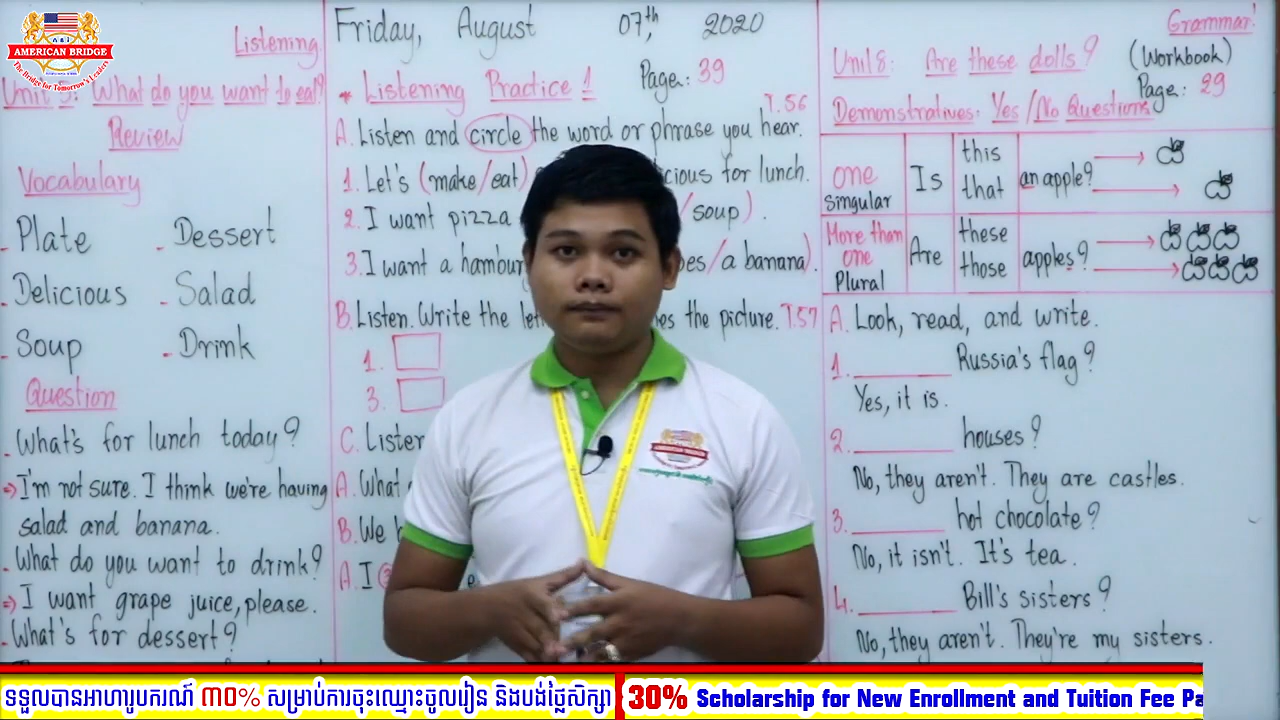 AMERICAN BRIDGE
The Bridge for Tomorrow's Leaders
Listening
Unit 5: What do you want to eat?
Review
Vocabulary
- Plate - Dessert
- Delicious - Salad
- Soup - Drink
Question
- What's for lunch today?
I'm not sure. I think we're having
salad and banana.
- What do you want to drink?
I want grape juice, please.
- What's for dessert?
Friday, August 07th, 2020
* Listening Practice 1 Page: 39
T.56
A. Listen and circle the word or phrase you hear.
1. Let's (make/eat) cious for lunch.
2. I want pizza /soup).
3. I want a hambur es/a banana).
B. Listen. Write the let es the picture. T.57
1.
3.
C. Listen
A. What
B. We h
A. I
Grammar!
Unit 8: Are these dolls? (Workbook)
Page: 29
Demonstratives: Yes/No Questions
one singular Is this that an apple?
More than one Plural Are these those apples?
A. Look, read, and write.
1. ________ Russia's flag?
Yes, it is.
2. ________ houses?
No, they aren't. They are castles.
3. ________ hot chocolate?
No, it isn't. It's tea.
4. ________ Bill's sisters?
No, they aren't. They're my sisters.
AMERICAN BRIDGE
ទទួលបានអាហារូបករណ៍ ៣០% សម្រាប់ការចុះឈ្មោះចូលរៀន និងបង់ថ្លៃសិក្សា
30% Scholarship for New Enrollment and Tuition Fee Pa